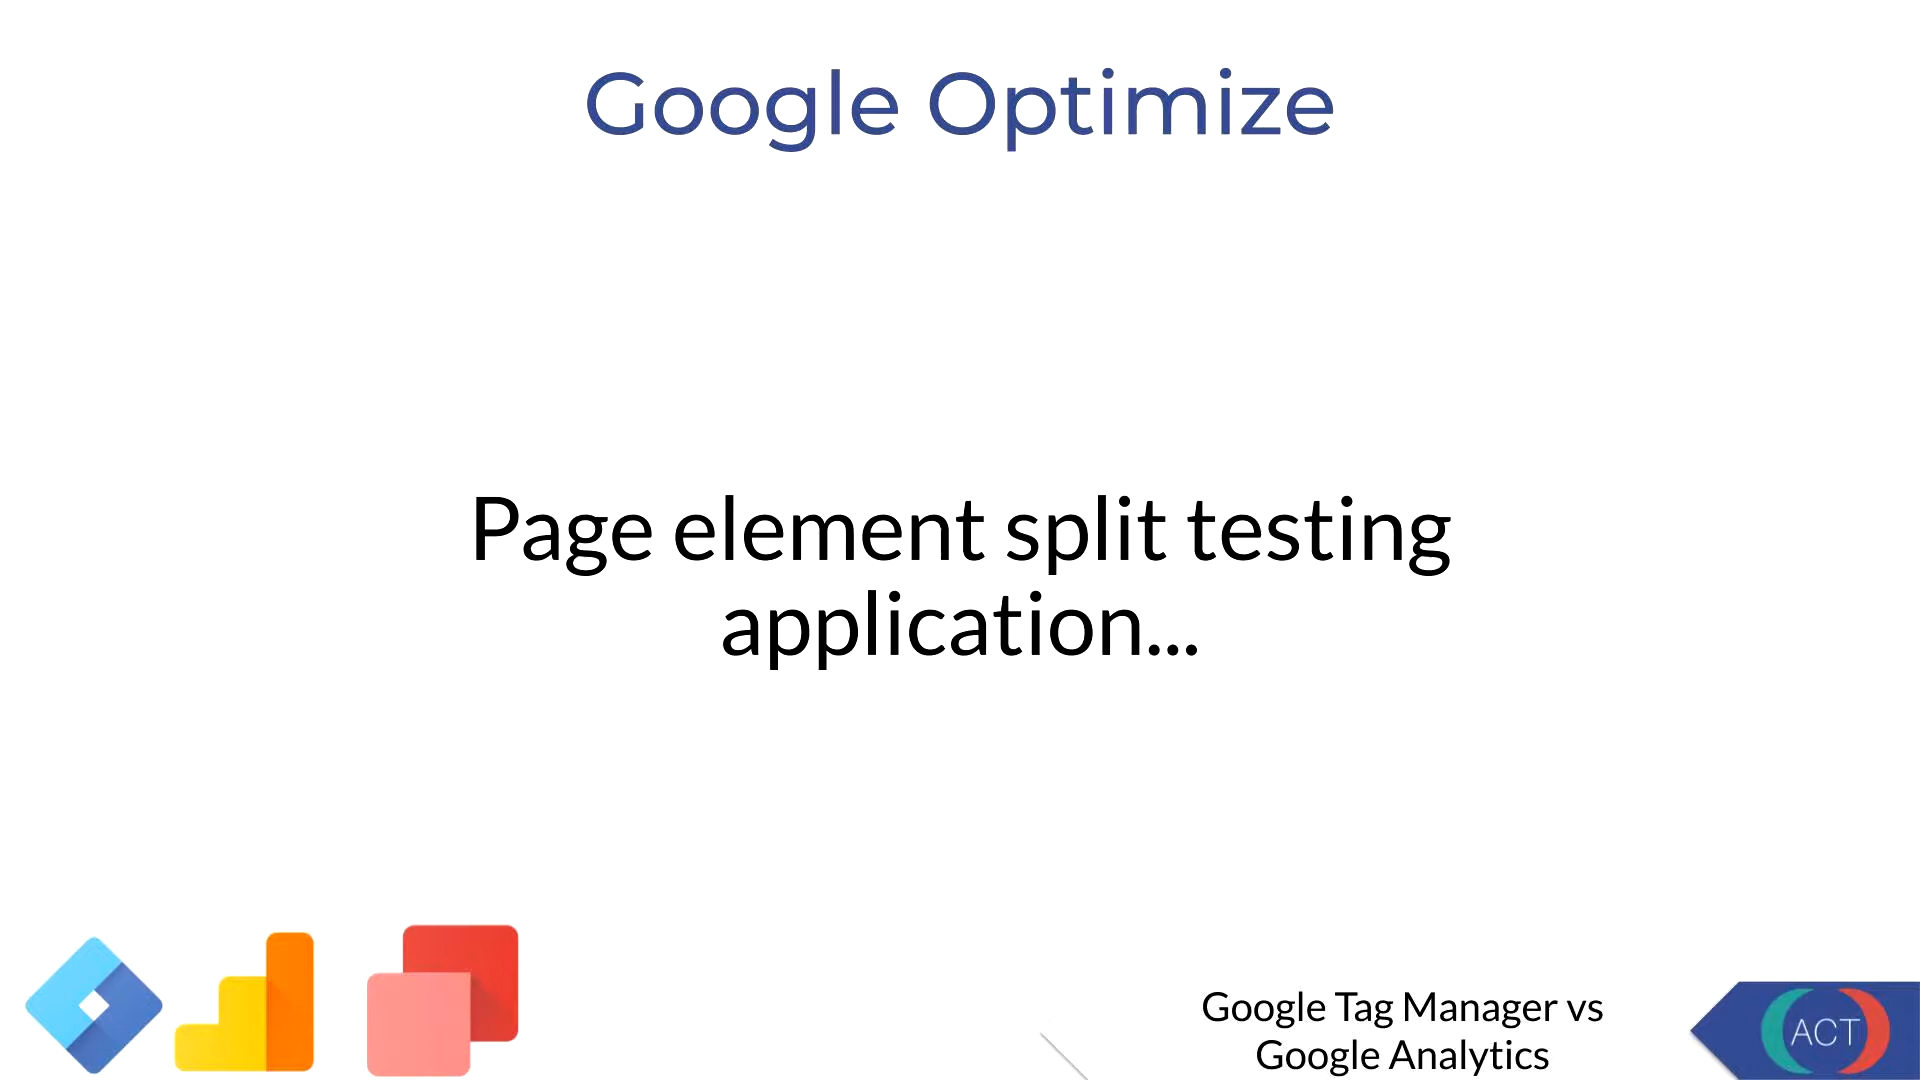 Google Optimize
Page element split testing
application...
Google Tag Manager vs
Google Analytics
ACT